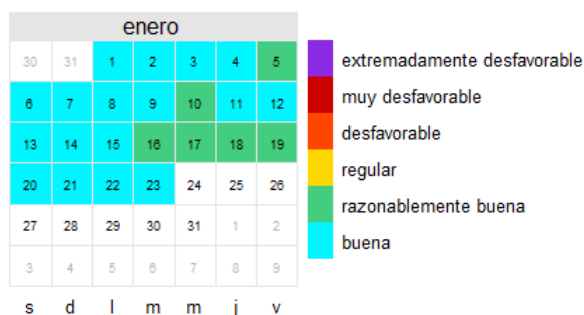 enero
30 31 1 2 3 4 5
6 7 8 9 10 11 12
13 14 15 16 17 18 19
20 21 22 23 24 25 26
27 28 29 30 31 1 2
3 4 5 6 7 8 9
s d l m m j v
extremadamente desfavorable
muy desfavorable
desfavorable
regular
razonablemente buena
buena